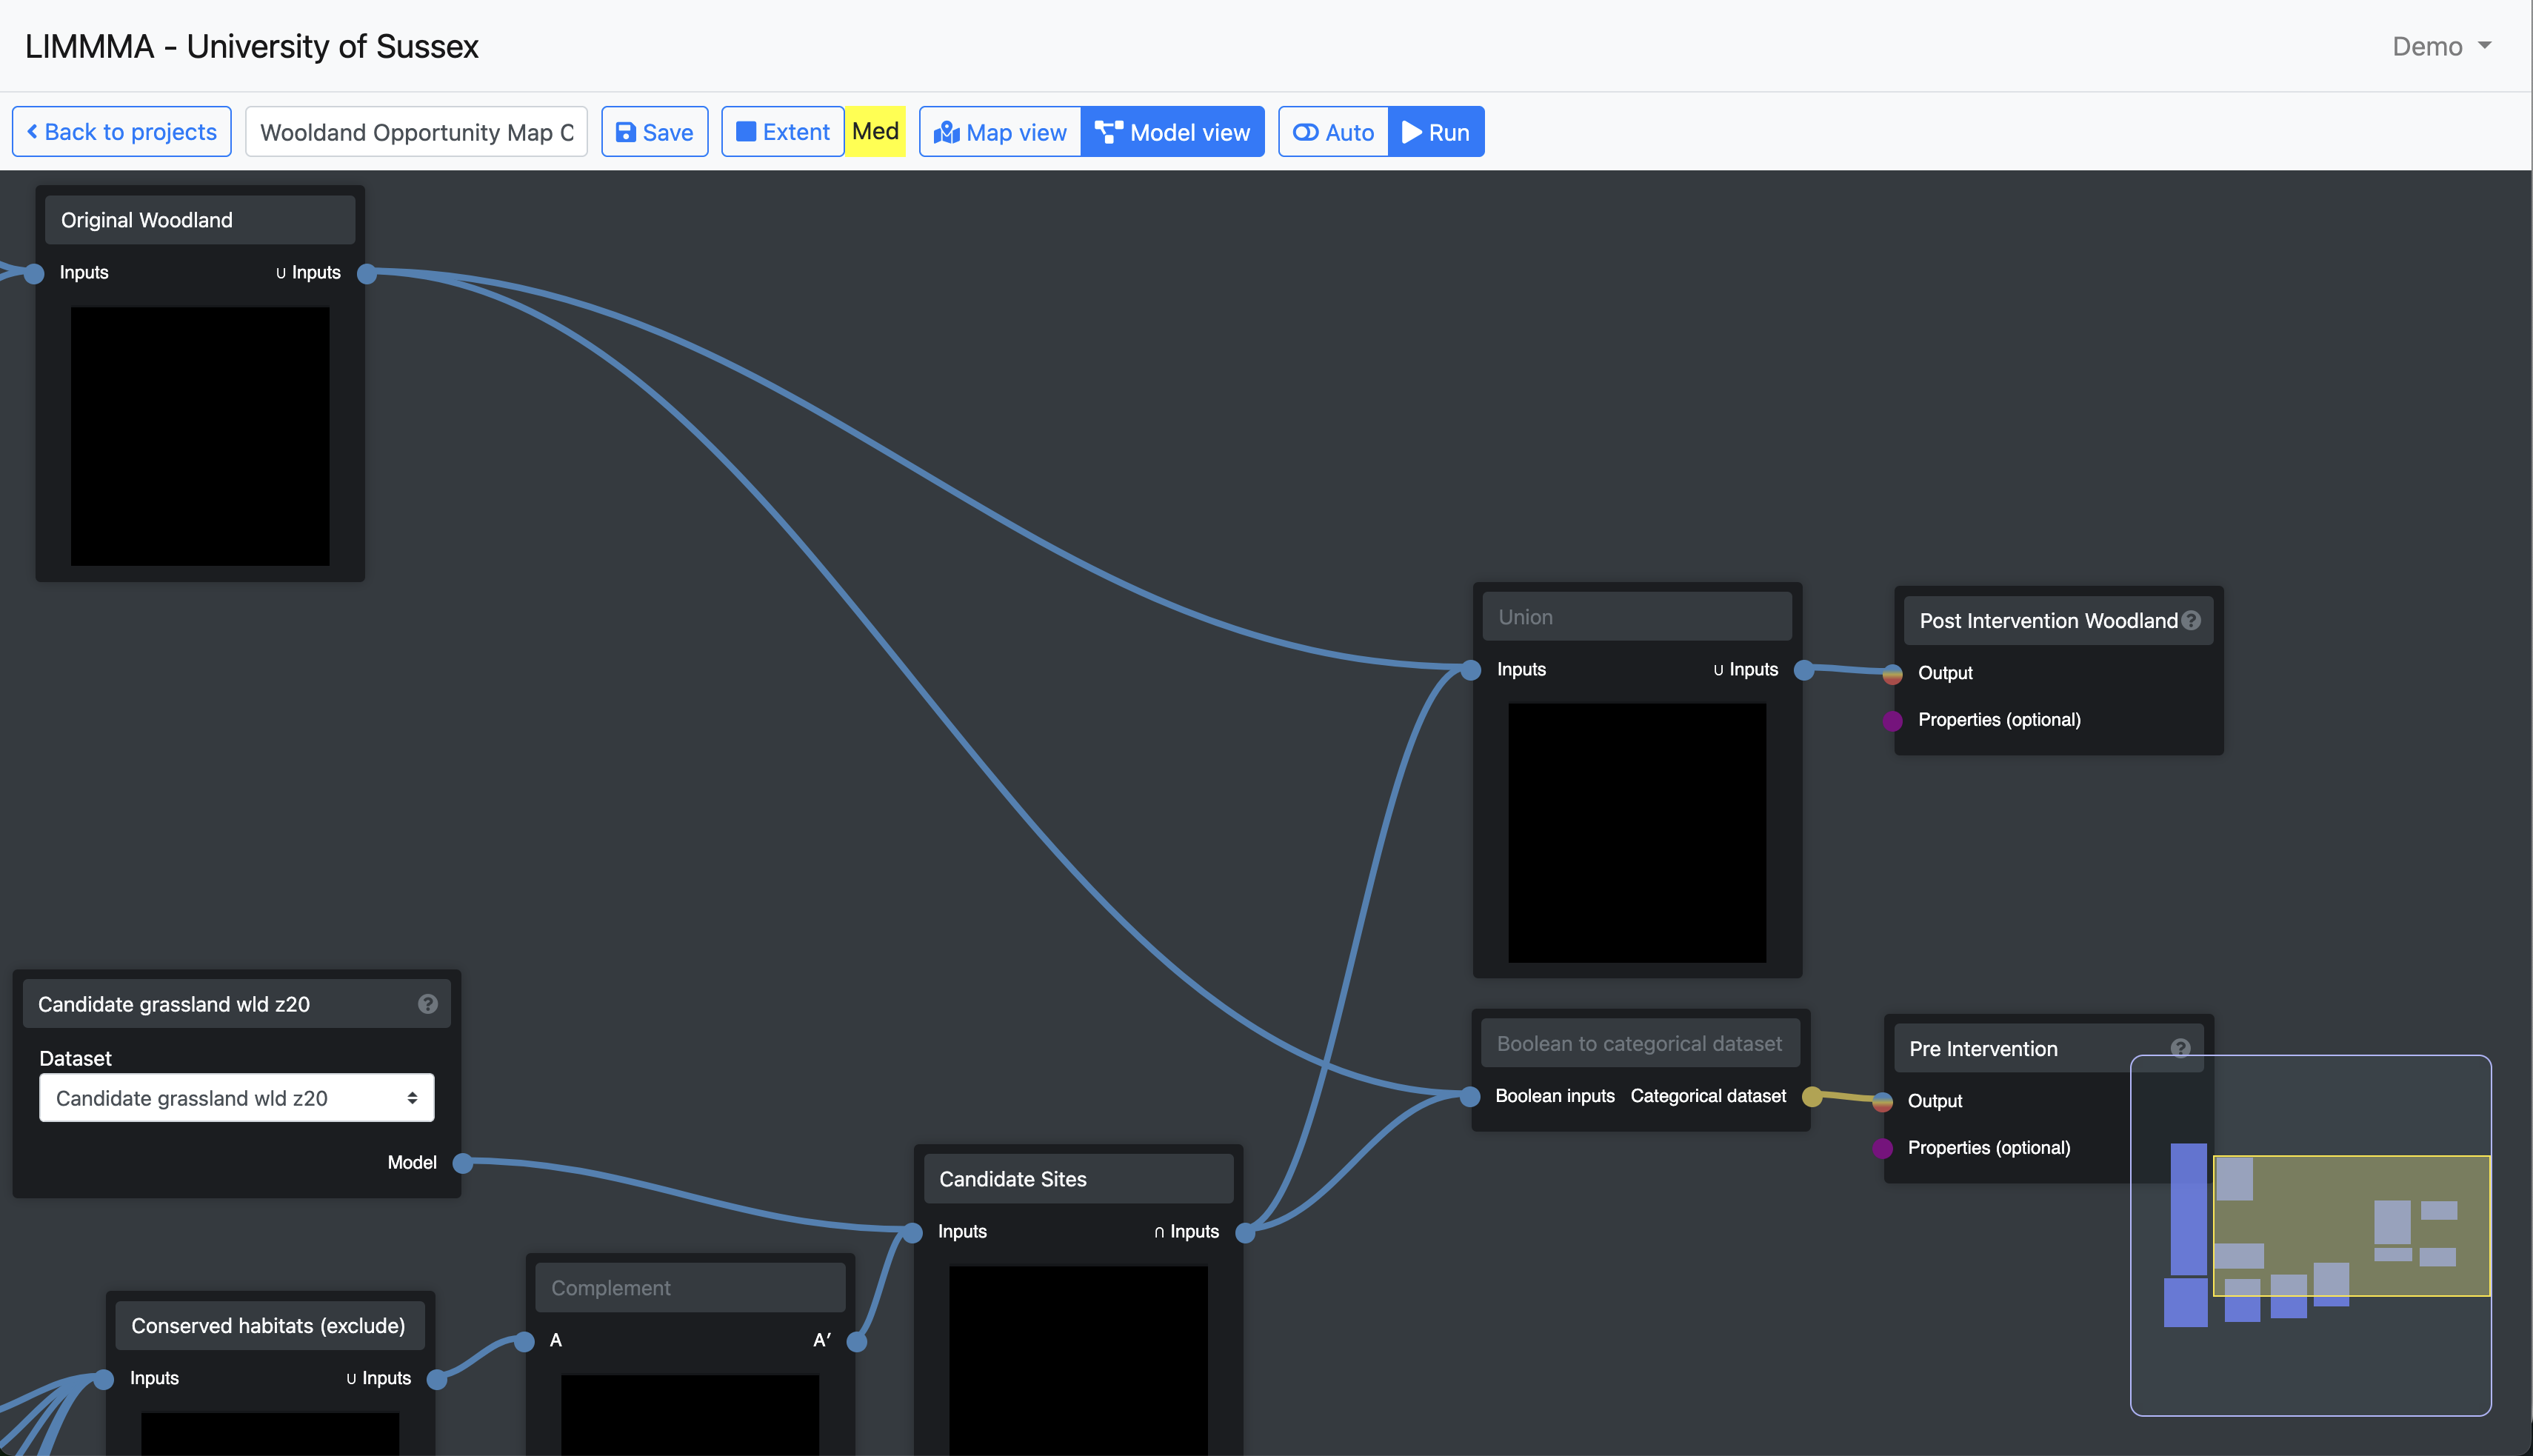 LIMMMA - University of Sussex
Demo
Back to projects
Wooldand Opportunity Map C
Save
Extent
Med
Map view
Model view
Auto
Run
Original Woodland
Inputs
∪ Inputs
Union
Inputs
∪ Inputs
Post Intervention Woodland
Output
Properties (optional)
Candidate grassland wld z20
Dataset
Candidate grassland wld z20
Model
Boolean to categorical dataset
Boolean inputs
Categorical dataset
Pre Intervention
Output
Properties (optional)
Candidate Sites
Inputs
∩ Inputs
Complement
A
A′
Conserved habitats (exclude)
Inputs
∪ Inputs